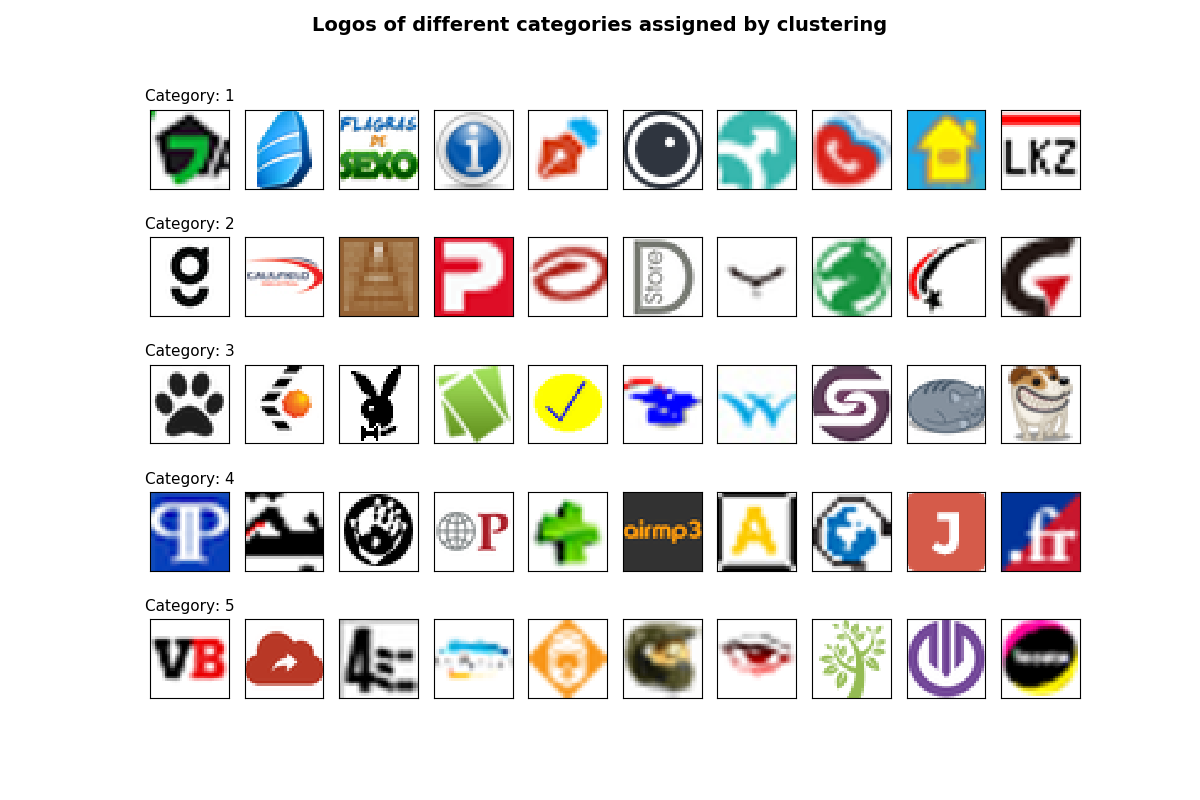 Logos of different categories assigned by clustering
Category: 1
FLAGRAS
DE
SEXO
i
LKZ
Category: 2
g
CAULFIELD
P
D
Store
G
Category: 3
W
S
Category: 4
P
P
airmp3
A
J
.fr
Category: 5
VB
4